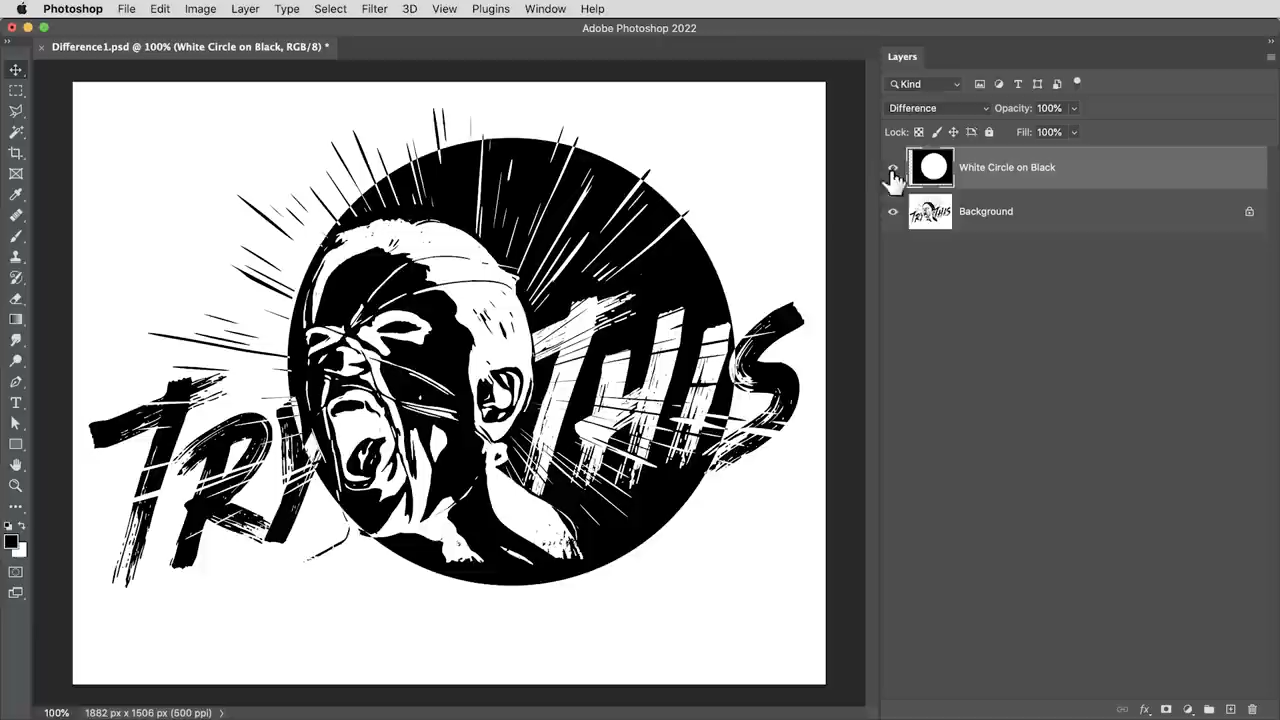 Photoshop File Edit Image Layer Type Select Filter 3D View Plugins Window Help
Adobe Photoshop 2022
× Difference1.psd @ 100% (White Circle on Black, RGB/8) *
Layers
Kind
Difference Opacity: 100%
Lock: Fill: 100%
White Circle on Black
Background
TRY THIS
100% 1882 px x 1506 px (500 ppi)